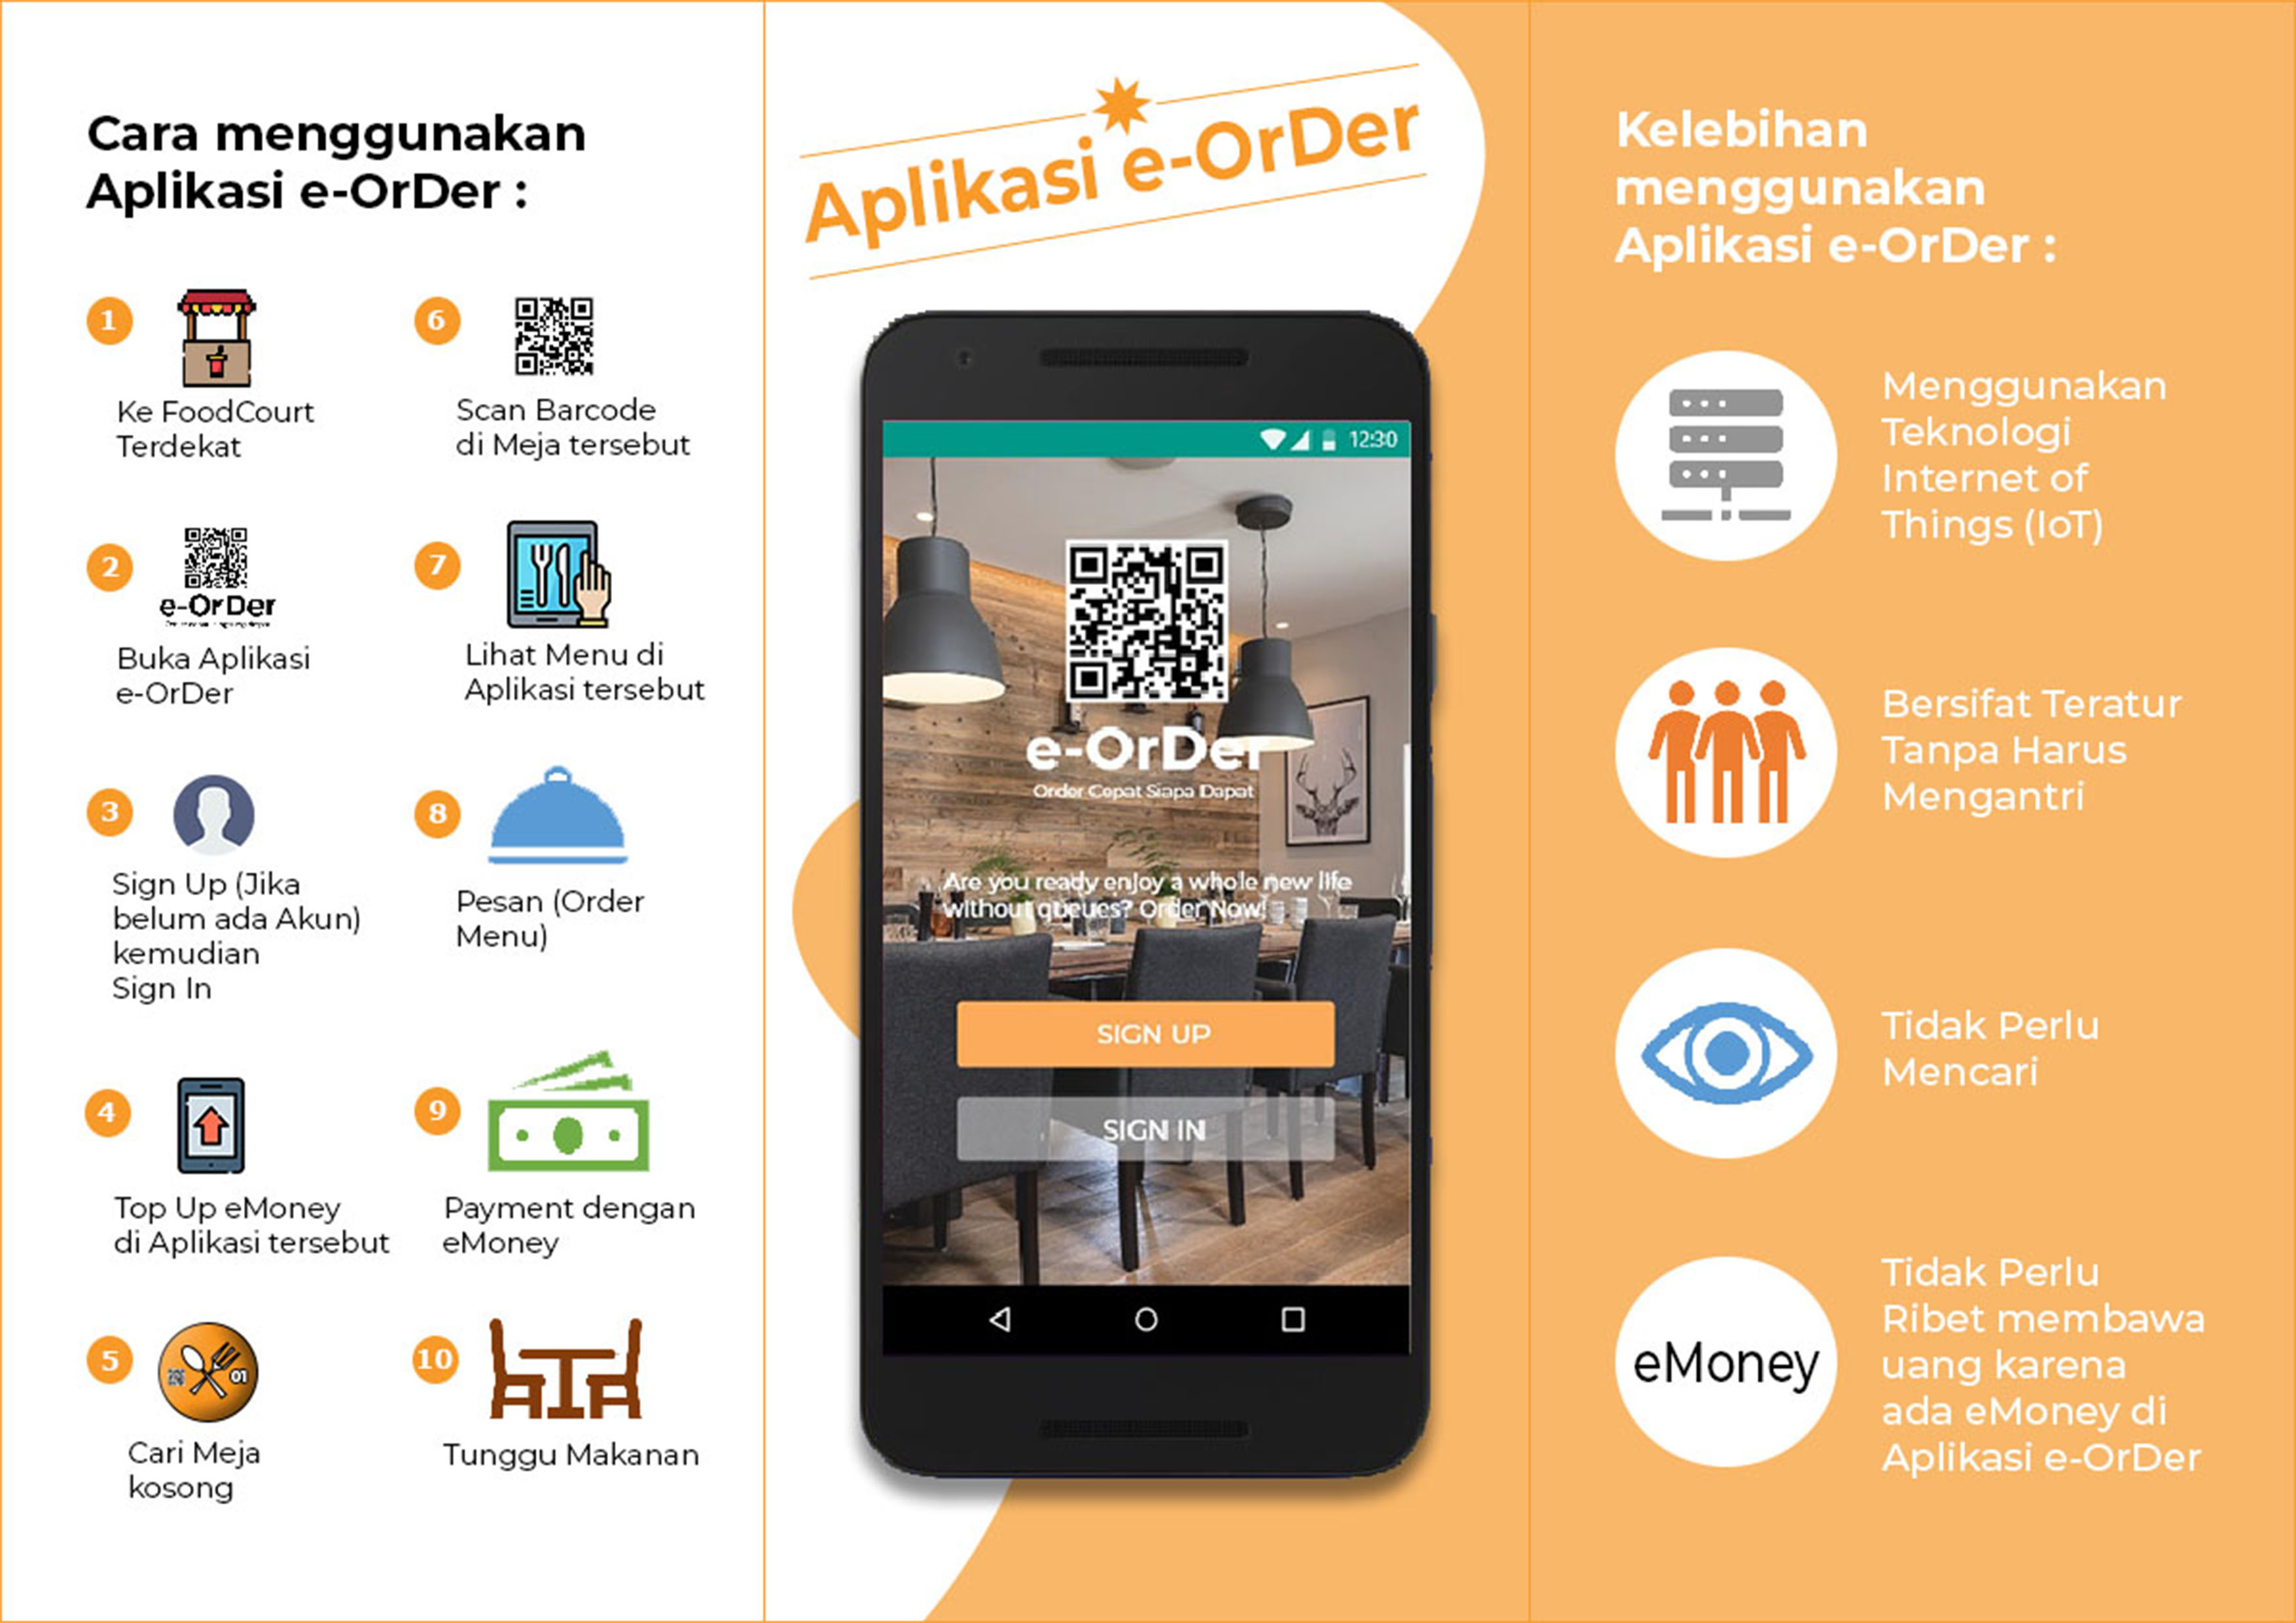 Cara menggunakan
Aplikasi e-OrDer :
1
Ke FoodCourt
Terdekat
2
e-OrDer
Buka Aplikasi
e-OrDer
3
Sign Up (Jika
belum ada Akun)
kemudian
Sign In
4
Top Up eMoney
di Aplikasi tersebut
5
01
Cari Meja
kosong
6
Scan Barcode
di Meja tersebut
7
Lihat Menu di
Aplikasi tersebut
8
Pesan (Order
Menu)
9
Payment dengan
eMoney
10
Tunggu Makanan
Aplikasi e-OrDer
12:30
e-OrDer
Order Cepat Siapa Dapat
Are you ready enjoy a whole new life
without queues? Order Now!
SIGN UP
SIGN IN
Kelebihan
menggunakan
Aplikasi e-OrDer :
Menggunakan
Teknologi
Internet of
Things (IoT)
Bersifat Teratur
Tanpa Harus
Mengantri
Tidak Perlu
Mencari
eMoney
Tidak Perlu
Ribet membawa
uang karena
ada eMoney di
Aplikasi e-OrDer